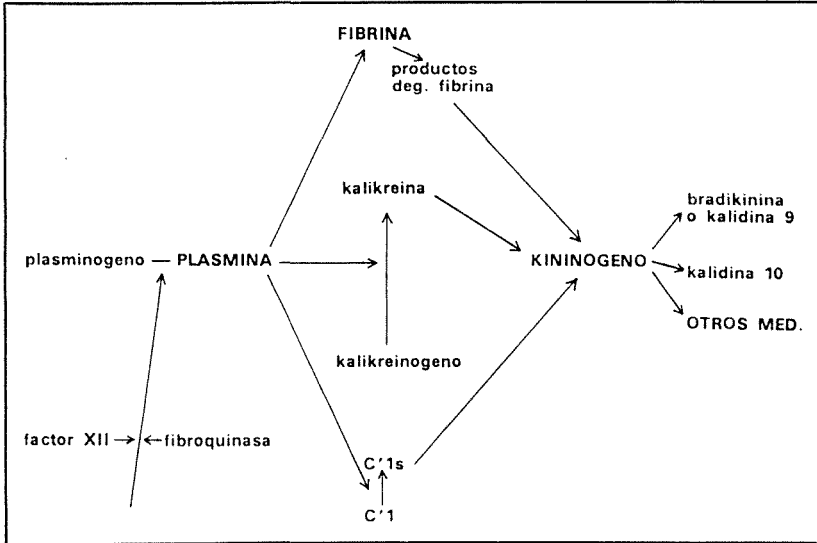 FIBRINA
productos
deg. fibrina
kalikreina
bradikinina
o kalidina 9
plasminogeno — PLASMINA
KININOGENO
kalidina 10
OTROS MED.
kalikreinogeno
factor XII
fibroquinasa
C'1s
C'1